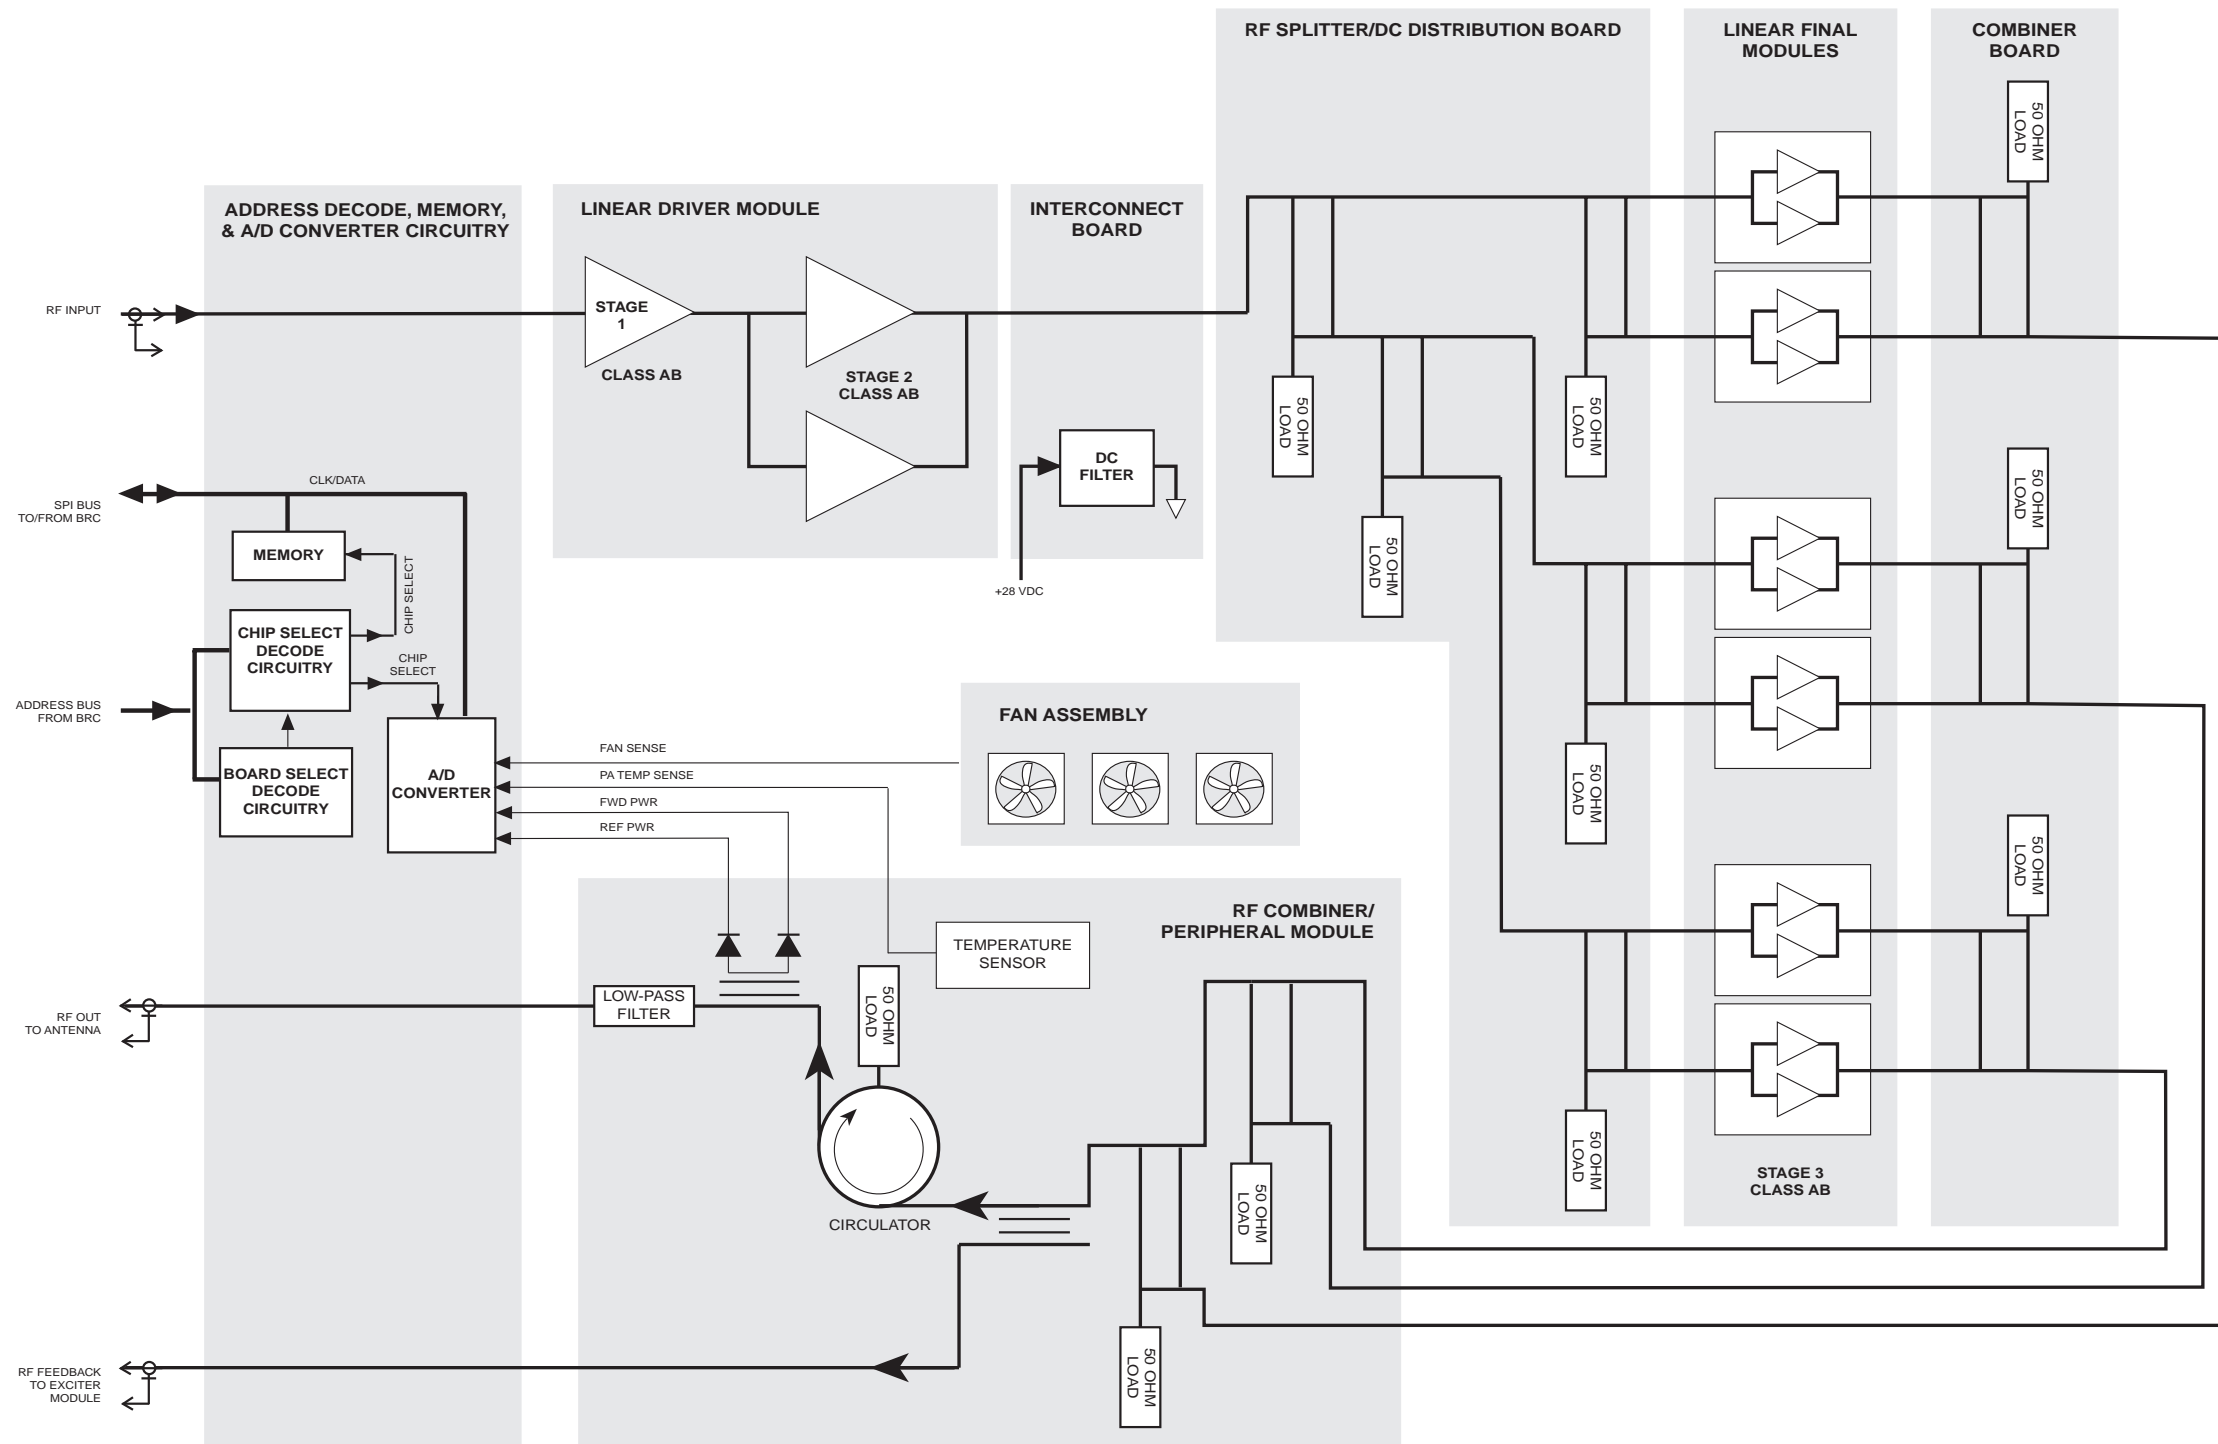 RF SPLITTER/DC DISTRIBUTION BOARD
LINEAR FINAL
MODULES
COMBINER
BOARD
50 OHM
LOAD
ADDRESS DECODE, MEMORY,
& A/D CONVERTER CIRCUITRY
LINEAR DRIVER MODULE
INTERCONNECT
BOARD
RF INPUT
STAGE
1
CLASS AB
STAGE 2
CLASS AB
50 OHM
LOAD
50 OHM
LOAD
DC
FILTER
+28 VDC
50 OHM
LOAD
50 OHM
LOAD
CLK/DATA
SPI BUS
TO/FROM BRC
MEMORY
CHIP SELECT
CHIP SELECT
DECODE
CIRCUITRY
CHIP
SELECT
ADDRESS BUS
FROM BRC
BOARD SELECT
DECODE
CIRCUITRY
A/D
CONVERTER
FAN SENSE
PA TEMP SENSE
FWD PWR
REF PWR
FAN ASSEMBLY
50 OHM
LOAD
50 OHM
LOAD
RF COMBINER/
PERIPHERAL MODULE
TEMPERATURE
SENSOR
LOW-PASS
FILTER
50 OHM
LOAD
RF OUT
TO ANTENNA
CIRCULATOR
50 OHM
LOAD
50 OHM
LOAD
STAGE 3
CLASS AB
50 OHM
LOAD
RF FEEDBACK
TO EXCITER
MODULE